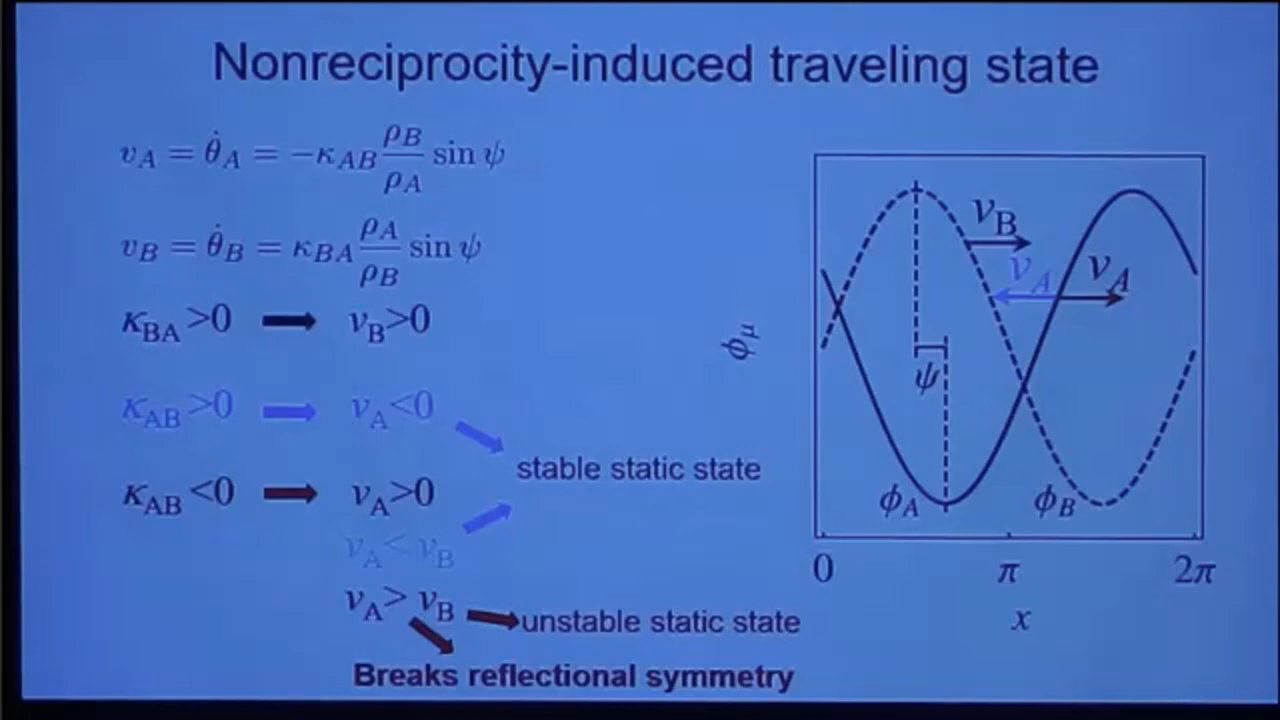 Nonreciprocity-induced traveling state
v_A = θ̇_A = −κ_AB ρ_B/ρ_A sin ψ
v_B = θ̇_B = κ_BA ρ_A/ρ_B sin ψ
κ_BA >0 v_B>0
κ_AB >0 v_A<0
stable static state
κ_AB <0 v_A>0
v_A< v_B
v_A> v_B unstable static state
Breaks reflectional symmetry
v_B
v_A v_A
ϕ_μ
ψ
ϕ_A ϕ_B
0 π 2π
x